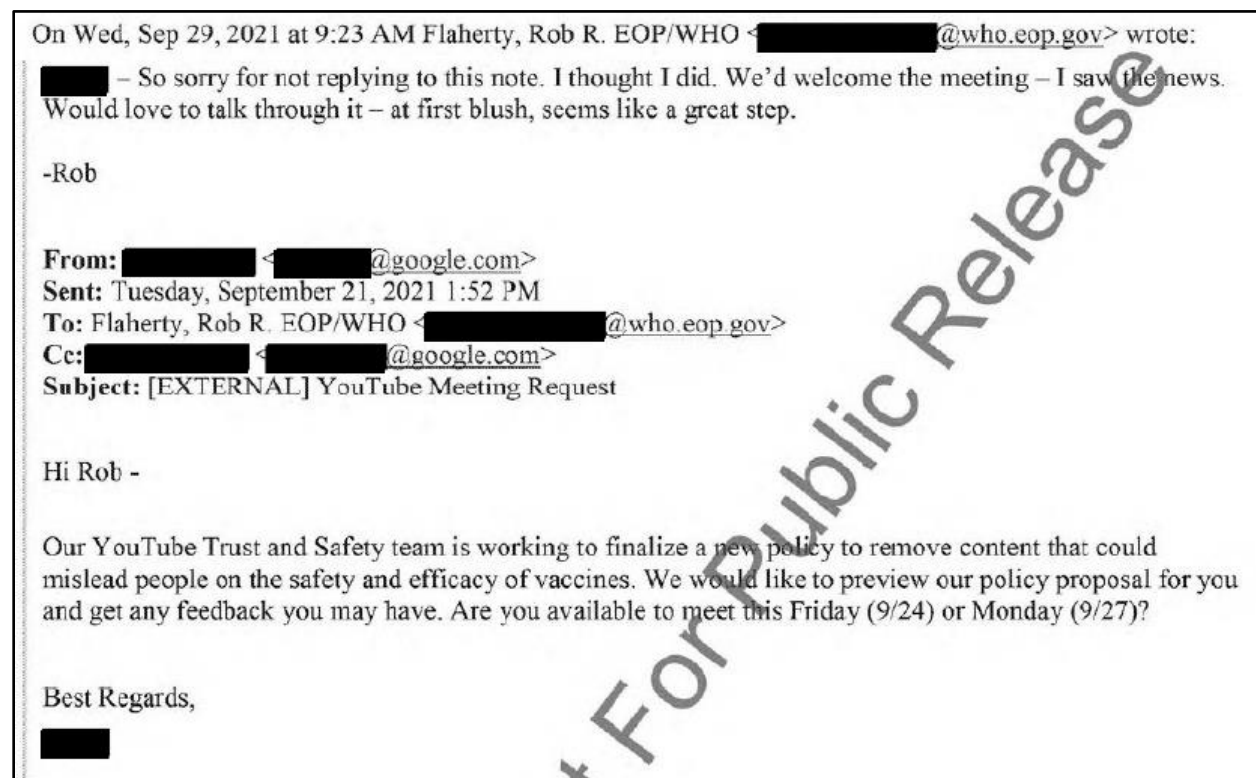 On Wed, Sep 29, 2021 at 9:23 AM Flaherty, Rob R. EOP/WHO < @who.eop.gov> wrote:
– So sorry for not replying to this note. I thought I did. We'd welcome the meeting – I saw the news.
Would love to talk through it – at first blush, seems like a great step.
-Rob
From: < @google.com>
Sent: Tuesday, September 21, 2021 1:52 PM
To: Flaherty, Rob R. EOP/WHO < @who.eop.gov>
Cc: < @google.com>
Subject: [EXTERNAL] YouTube Meeting Request
Hi Rob -
Our YouTube Trust and Safety team is working to finalize a new policy to remove content that could
mislead people on the safety and efficacy of vaccines. We would like to preview our policy proposal for you
and get any feedback you may have. Are you available to meet this Friday (9/24) or Monday (9/27)?
Best Regards,
For Public Release